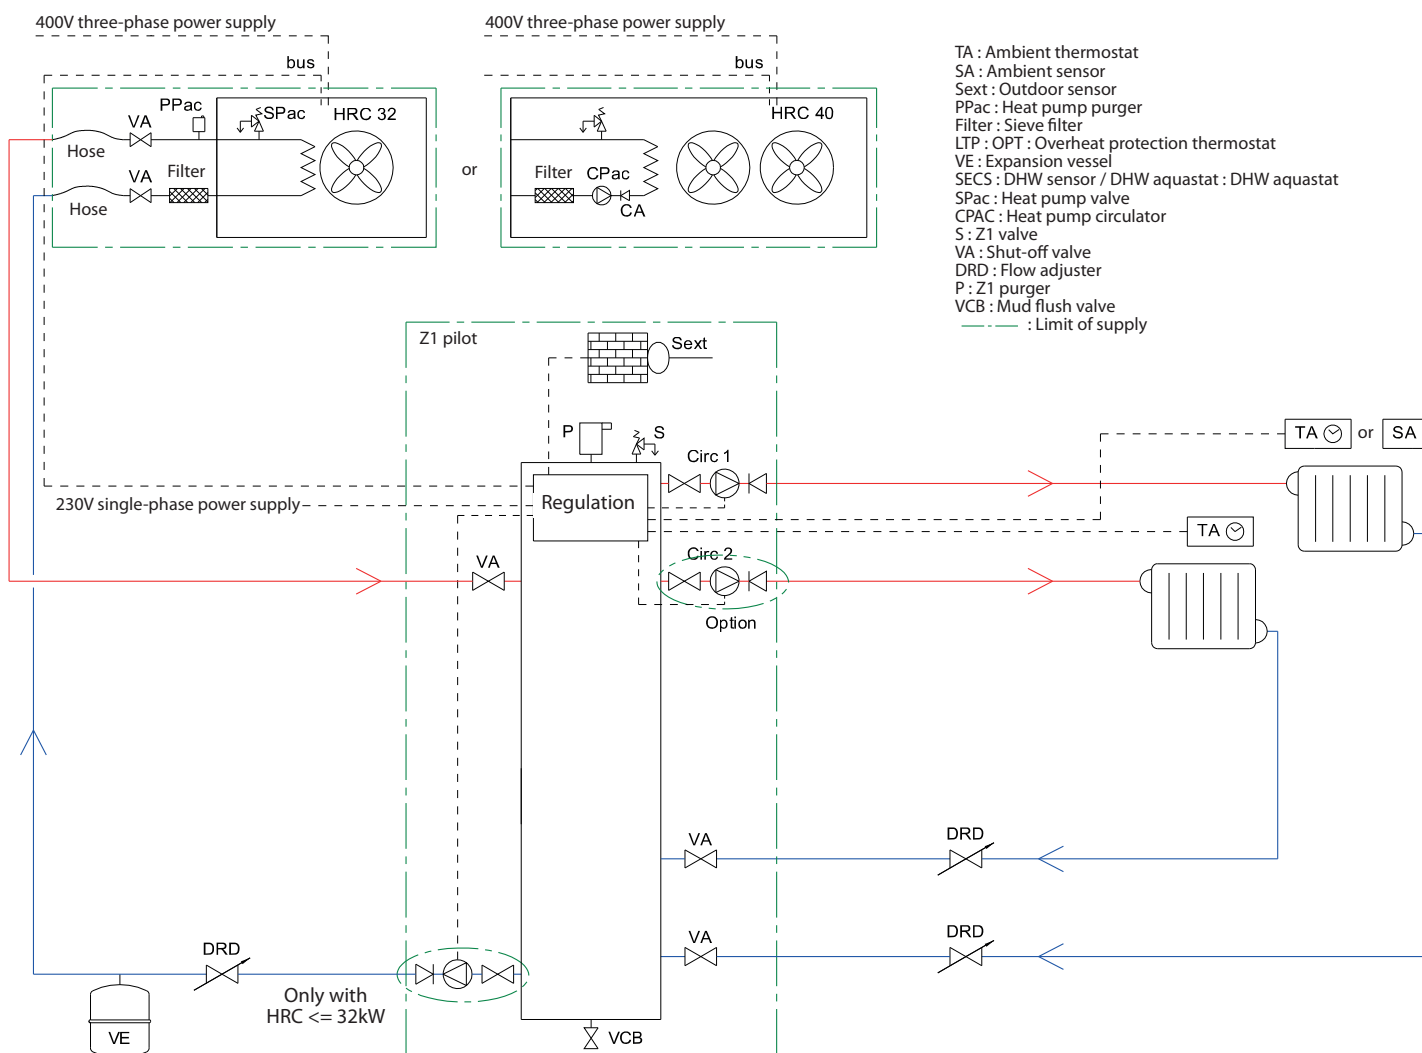 400V three-phase power supply
400V three-phase power supply
bus
bus
PPac
SPac
HRC 32
HRC 40
VA
Hose
VA
Filter
Hose
or
Filter
CPac
CA
TA : Ambient thermostat
SA : Ambient sensor
Sext : Outdoor sensor
PPac : Heat pump purger
Filter : Sieve filter
LTP : OPT : Overheat protection thermostat
VE : Expansion vessel
SECS : DHW sensor / DHW aquastat : DHW aquastat
SPac : Heat pump valve
CPAC : Heat pump circulator
S : Z1 valve
VA : Shut-off valve
DRD : Flow adjuster
P : Z1 purger
VCB : Mud flush valve
: Limit of supply
Z1 pilot
Sext
P
S
Circ 1
TA or SA
230V single-phase power supply
Regulation
TA
VA
Circ 2
Option
VA
DRD
VA
DRD
DRD
Only with
HRC <= 32kW
VE
VCB